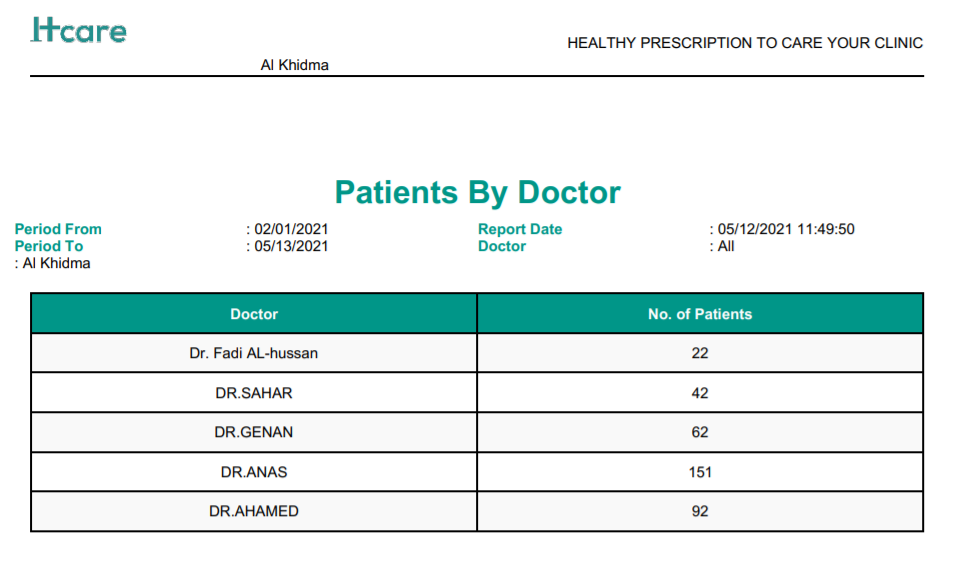 Htcare
HEALTHY PRESCRIPTION TO CARE YOUR CLINIC
Al Khidma
Patients By Doctor
Period From : 02/01/2021 Report Date : 05/12/2021 11:49:50
Period To : 05/13/2021 Doctor : All
: Al Khidma
Doctor No. of Patients
Dr. Fadi AL-hussan 22
DR.SAHAR 42
DR.GENAN 62
DR.ANAS 151
DR.AHAMED 92